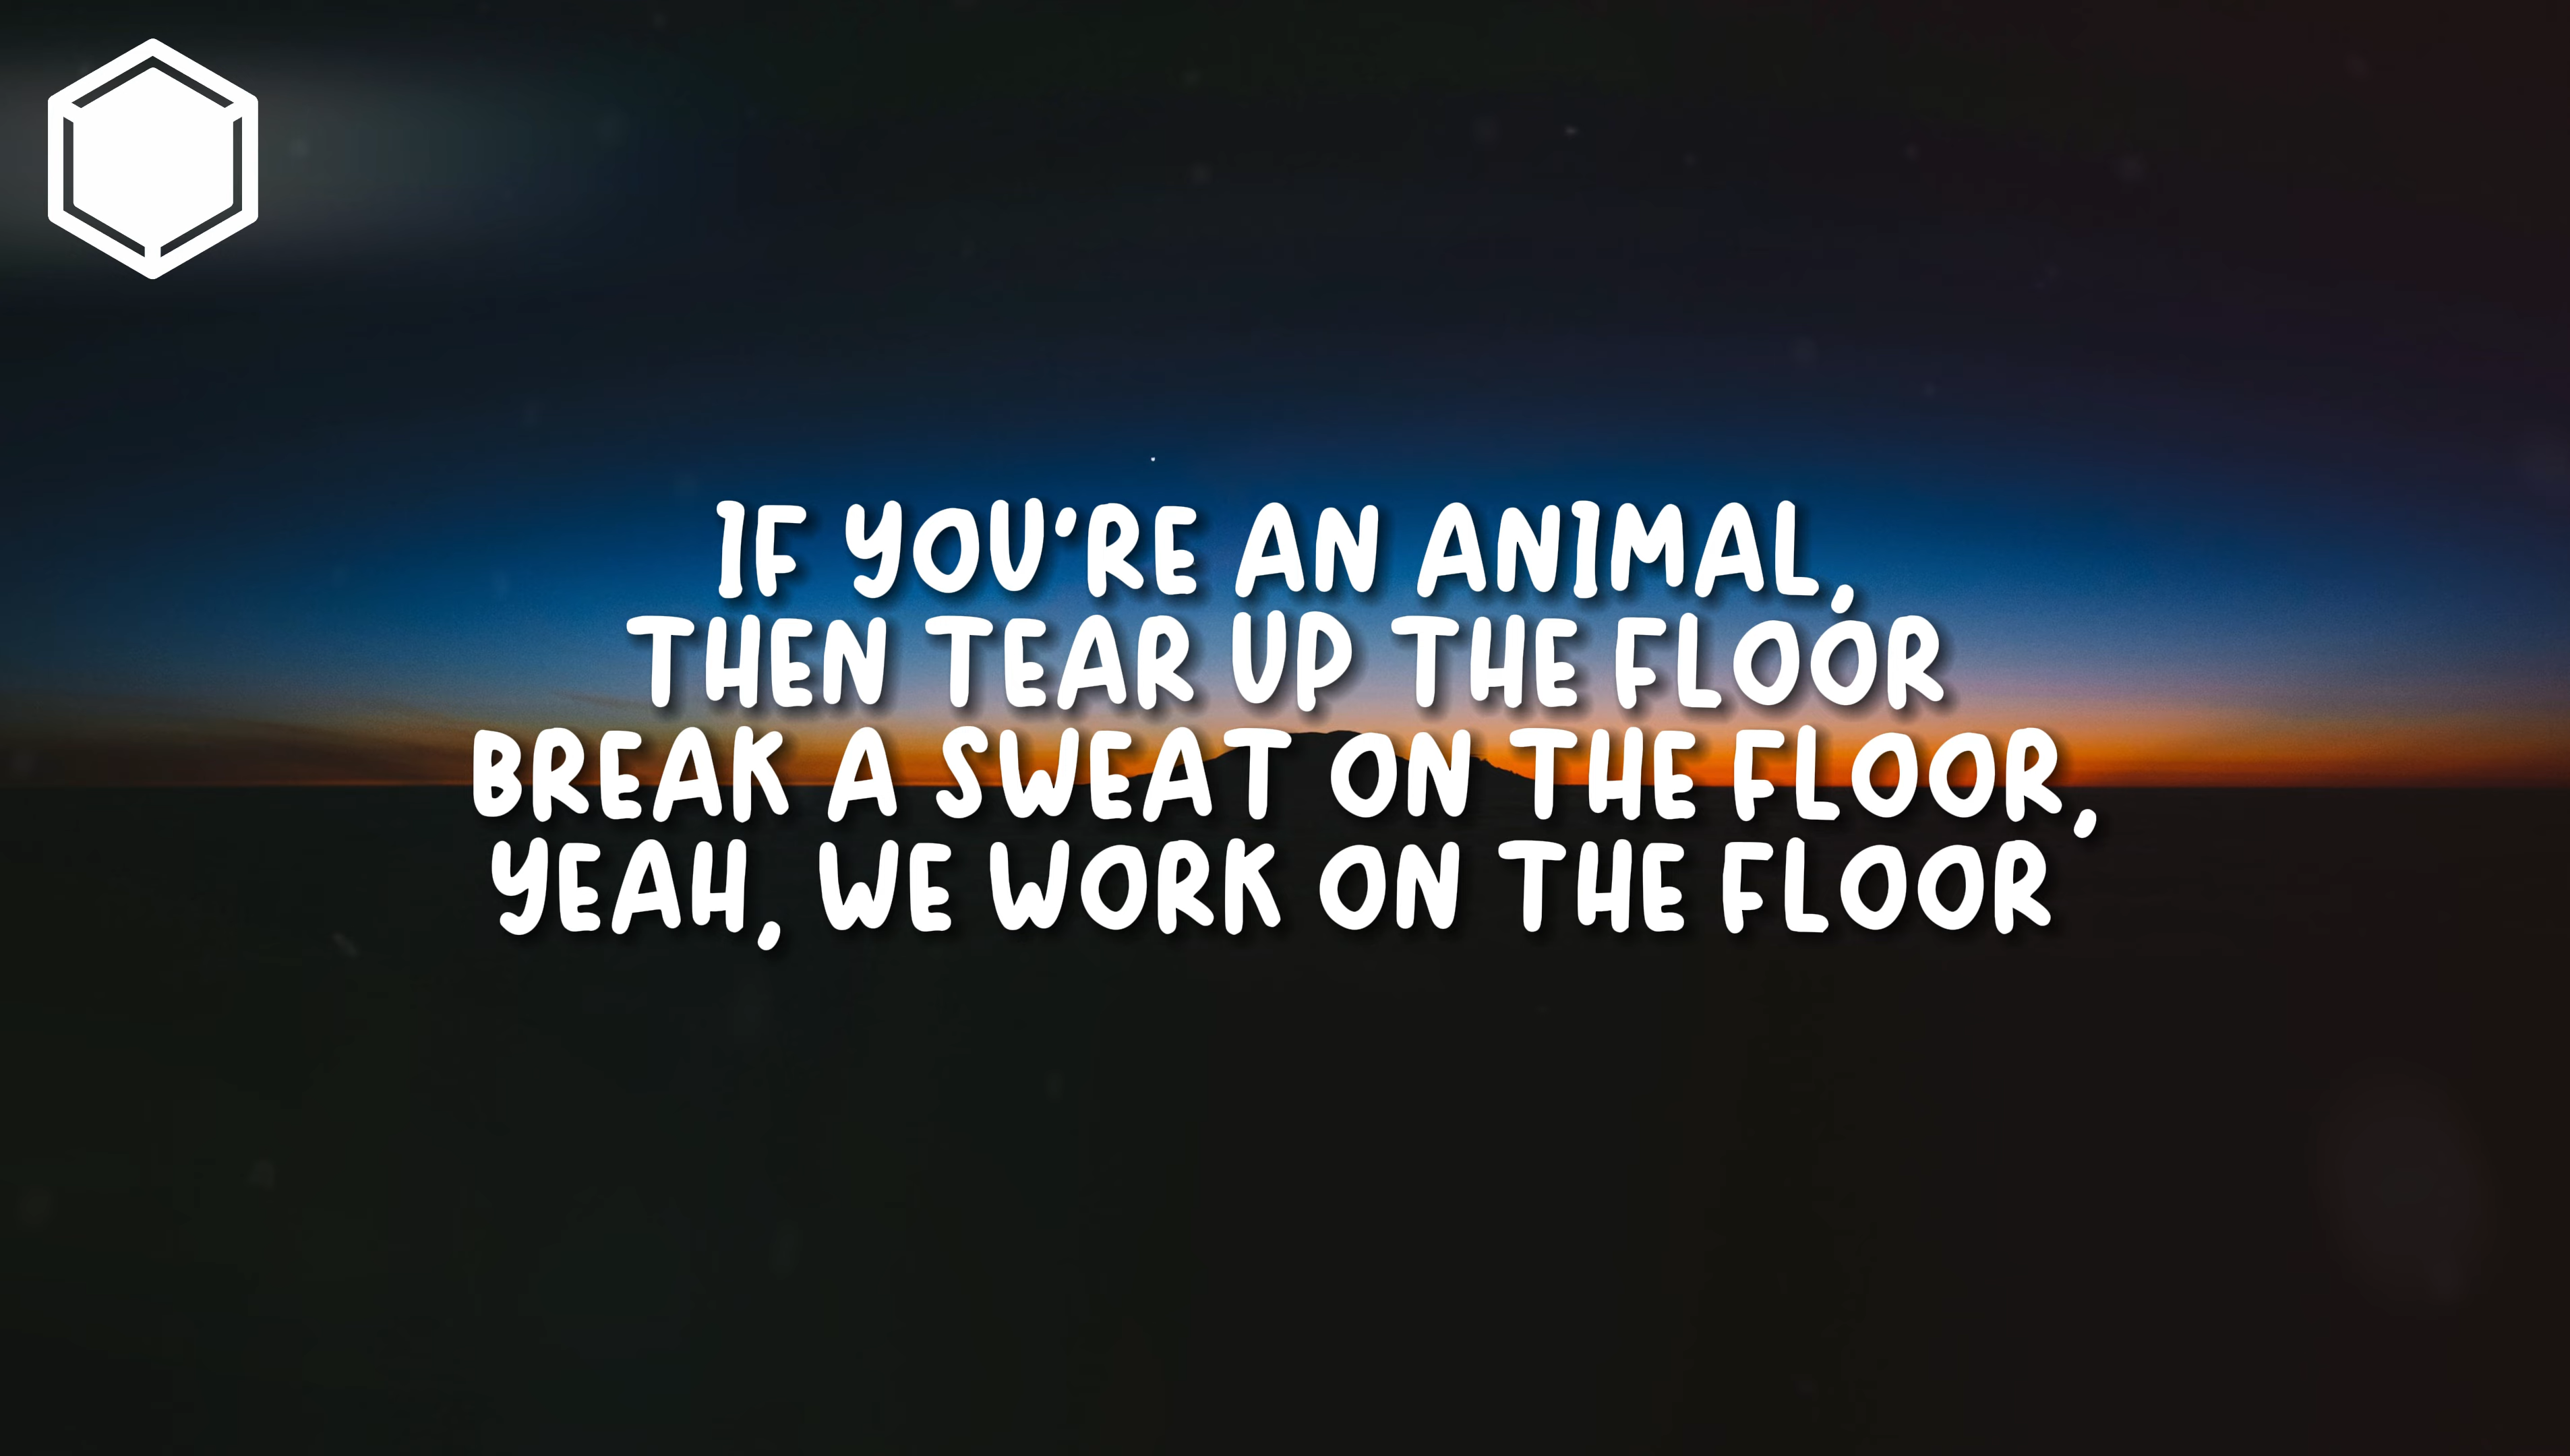 IF YOU'RE AN ANIMAL,
THEN TEAR UP THE FLOOR
BREAK A SWEAT ON THE FLOOR,
YEAH, WE WORK ON THE FLOOR